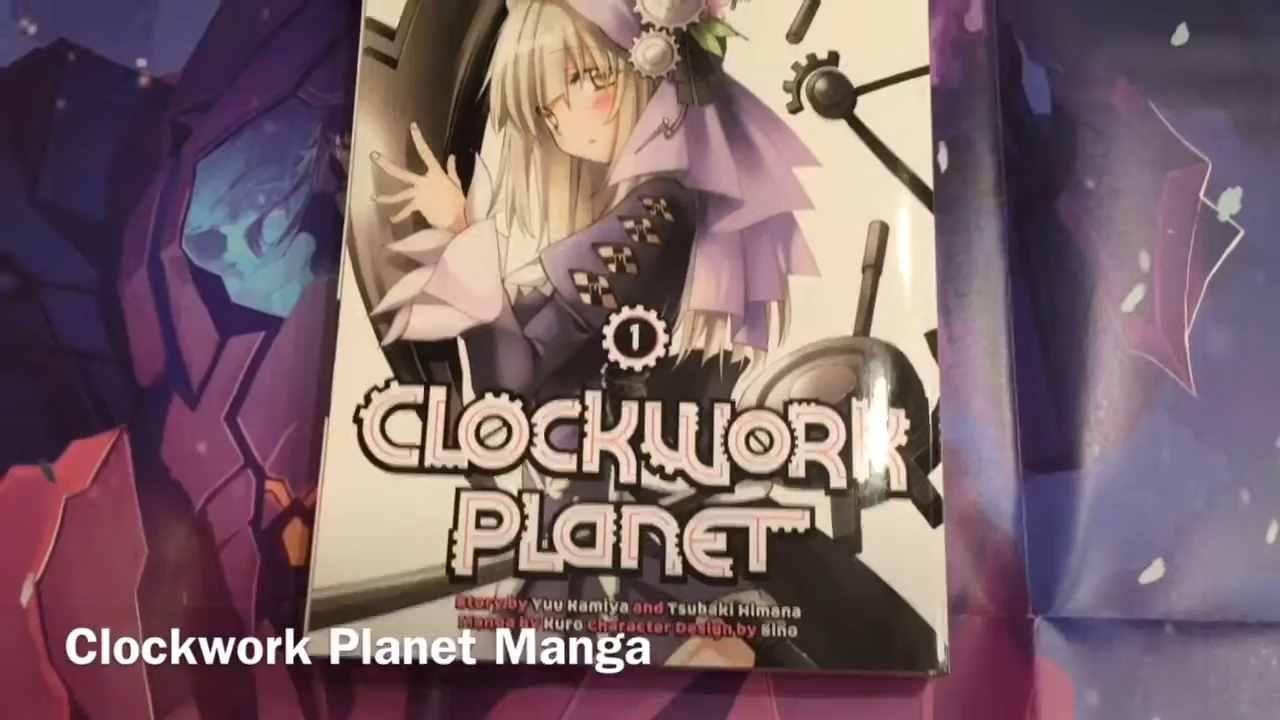 1
CLOCKWORK
PLANET
Story by Yuu Kamiya and Tsubaki Himana
Manga by Kuro Character Design by Sino
Clockwork Planet Manga